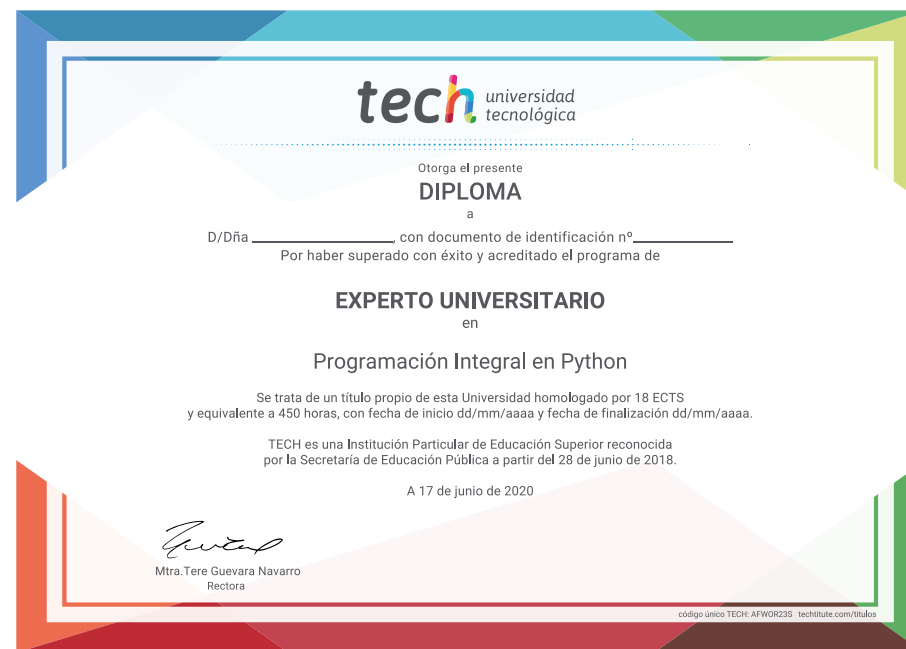 tech universidad
tecnológica
Otorga el presente
DIPLOMA
a
D/Dña ____________________, con documento de identificación nº______________
Por haber superado con éxito y acreditado el programa de
EXPERTO UNIVERSITARIO
en
Programación Integral en Python
Se trata de un título propio de esta Universidad homologado por 18 ECTS
y equivalente a 450 horas, con fecha de inicio dd/mm/aaaa y fecha de finalización dd/mm/aaaa.
TECH es una Institución Particular de Educación Superior reconocida
por la Secretaría de Educación Pública a partir del 28 de junio de 2018.
A 17 de junio de 2020
Mtra.Tere Guevara Navarro
Rectora
código único TECH: AFWOR23S techtitute.com/titulos